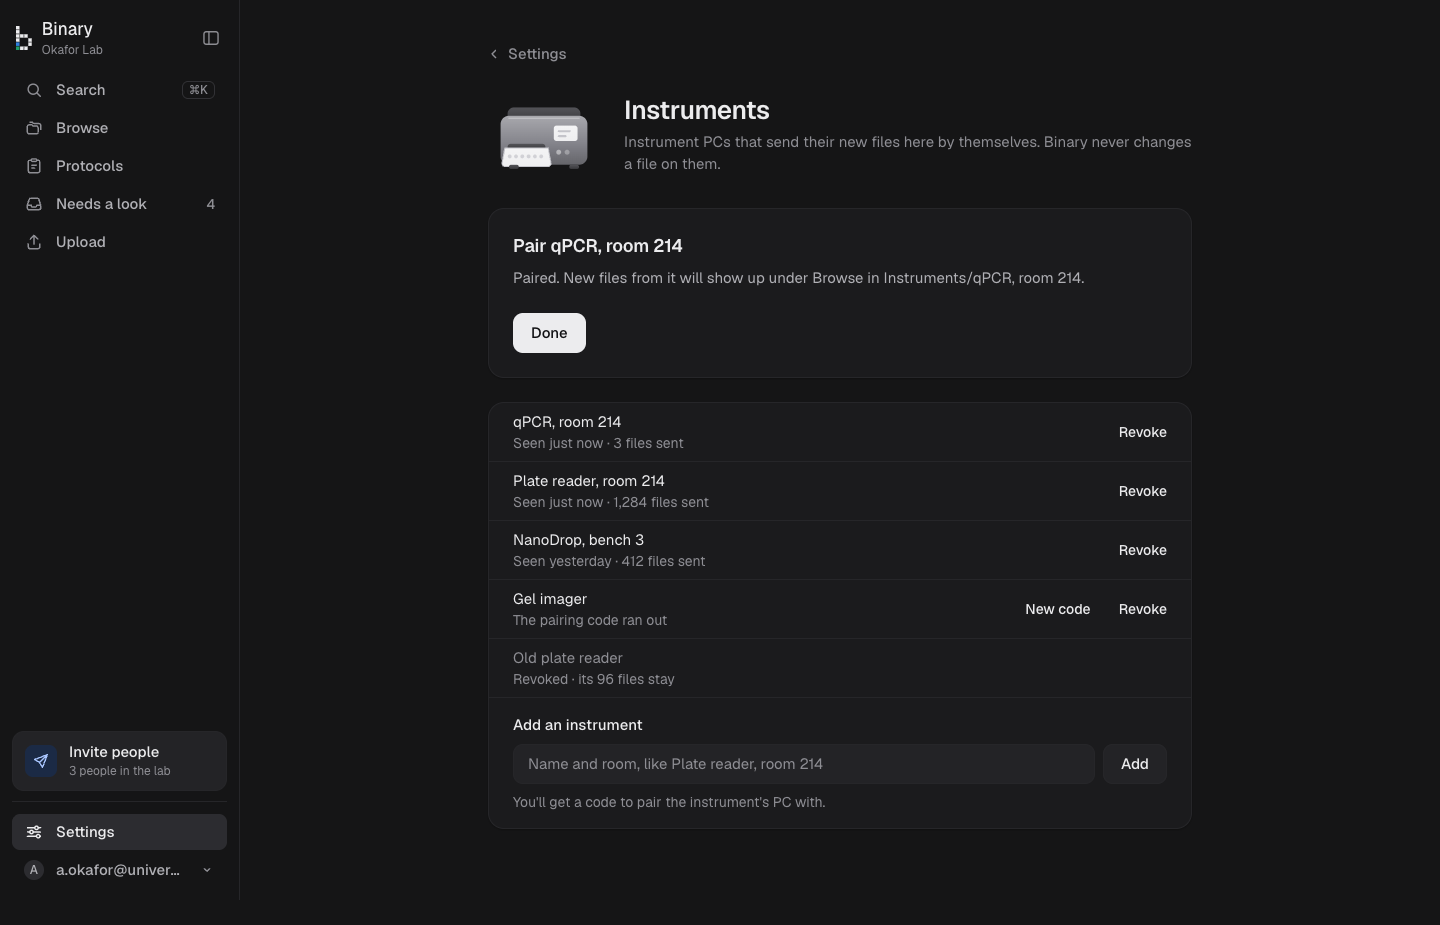 Binary
Okafor Lab
Search
⌘K
Browse
Protocols
Needs a look
4
Upload
Invite people
3 people in the lab
Settings
A
a.okafor@univer...
Settings
Instruments
Instrument PCs that send their new files here by themselves. Binary never changes
a file on them.
Pair qPCR, room 214
Paired. New files from it will show up under Browse in Instruments/qPCR, room 214.
Done
qPCR, room 214
Seen just now · 3 files sent
Revoke
Plate reader, room 214
Seen just now · 1,284 files sent
Revoke
NanoDrop, bench 3
Seen yesterday · 412 files sent
Revoke
Gel imager
The pairing code ran out
New code
Revoke
Old plate reader
Revoked · its 96 files stay
Add an instrument
Name and room, like Plate reader, room 214
Add
You'll get a code to pair the instrument's PC with.